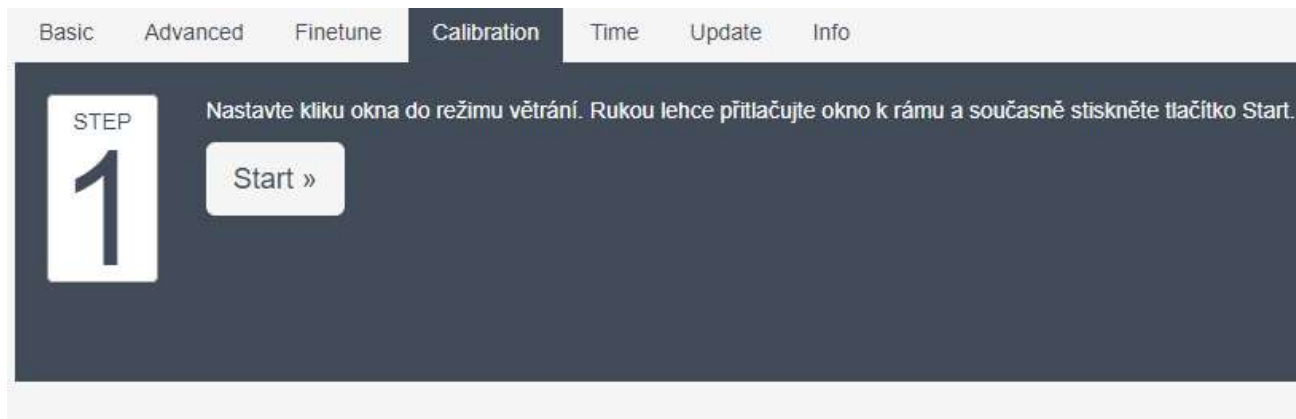 Basic Advanced Finetune Calibration Time Update Info
STEP
1
Nastavte kliku okna do režimu větrání. Rukou lehce přitlačujte okno k rámu a současně stiskněte tlačítko Start.
Start »